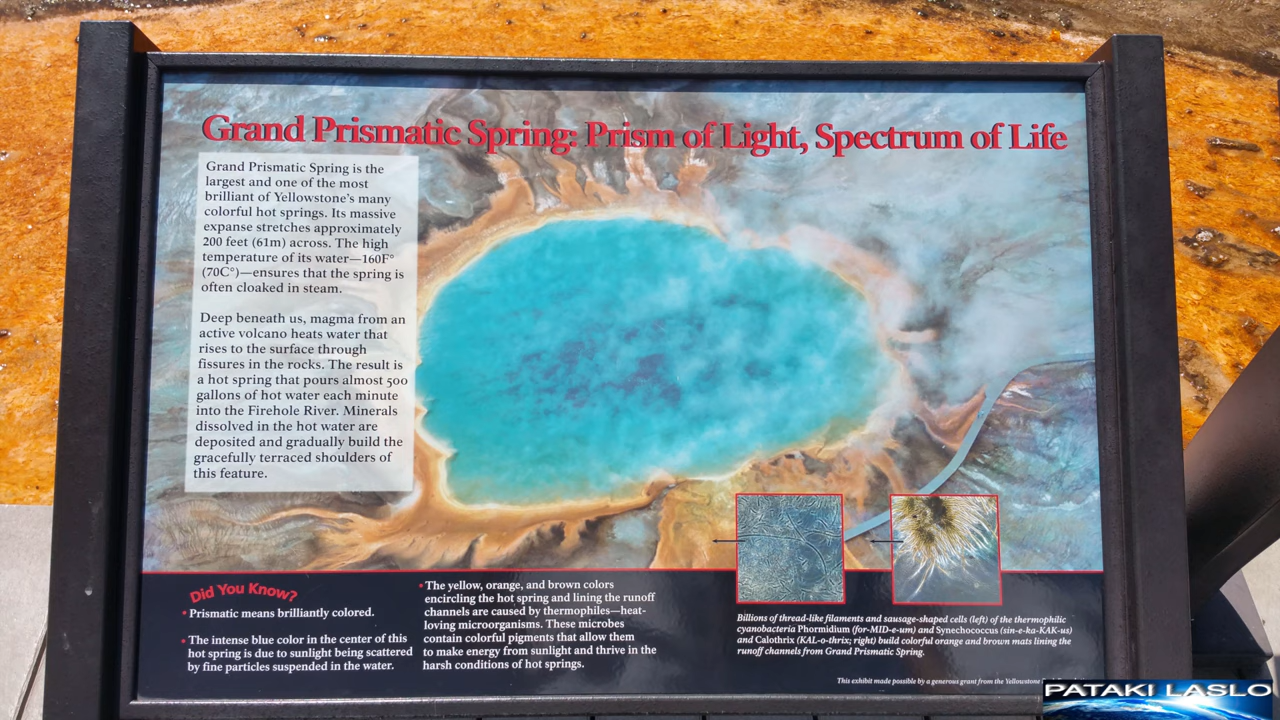 Grand Prismatic Spring: Prism of Light, Spectrum of Life
Grand Prismatic Spring is the
largest and one of the most
brilliant of Yellowstone's many
colorful hot springs. Its massive
expanse stretches approximately
200 feet (61m) across. The high
temperature of its water—160F°
(70C°)—ensures that the spring is
often cloaked in steam.
Deep beneath us, magma from an
active volcano heats water that
rises to the surface through
fissures in the rocks. The result is
a hot spring that pours almost 500
gallons of hot water each minute
into the Firehole River. Minerals
dissolved in the hot water are
deposited and gradually build the
gracefully terraced shoulders of
this feature.
Did You Know?
• Prismatic means brilliantly colored.
• The intense blue color in the center of this
hot spring is due to sunlight being scattered
by fine particles suspended in the water.
• The yellow, orange, and brown colors
encircling the hot spring and lining the runoff
channels are caused by thermophiles—heat-
loving microorganisms. These microbes
contain colorful pigments that allow them
to make energy from sunlight and thrive in the
harsh conditions of hot springs.
Billions of thread-like filaments and sausage-shaped cells (left) of the thermophilic
cyanobacteria Phormidium (for-MID-e-um) and Synechococcus (sin-e-ka-KAK-us)
and Calothrix (KAL-o-thrix; right) build colorful orange and brown mats lining the
runoff channels from Grand Prismatic Spring.
This exhibit made possible by a generous grant from the Yellowstone
PATAKI LASLO